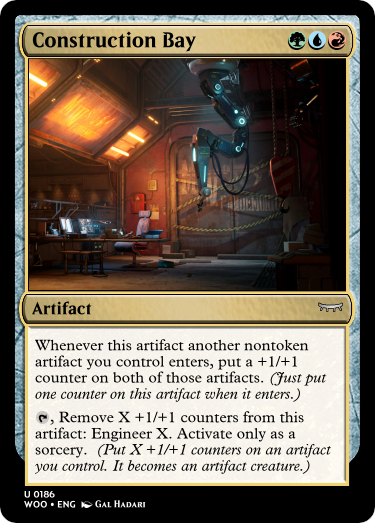 Construction Bay
Artifact
Whenever this artifact another nontoken
artifact you control enters, put a +1/+1
counter on both of those artifacts. (Just put
one counter on this artifact when it enters.)
, Remove X +1/+1 counters from this
artifact: Engineer X. Activate only as a
sorcery. (Put X +1/+1 counters on an artifact
you control. It becomes an artifact creature.)
U 0186
WOO • ENG Gal Hadari